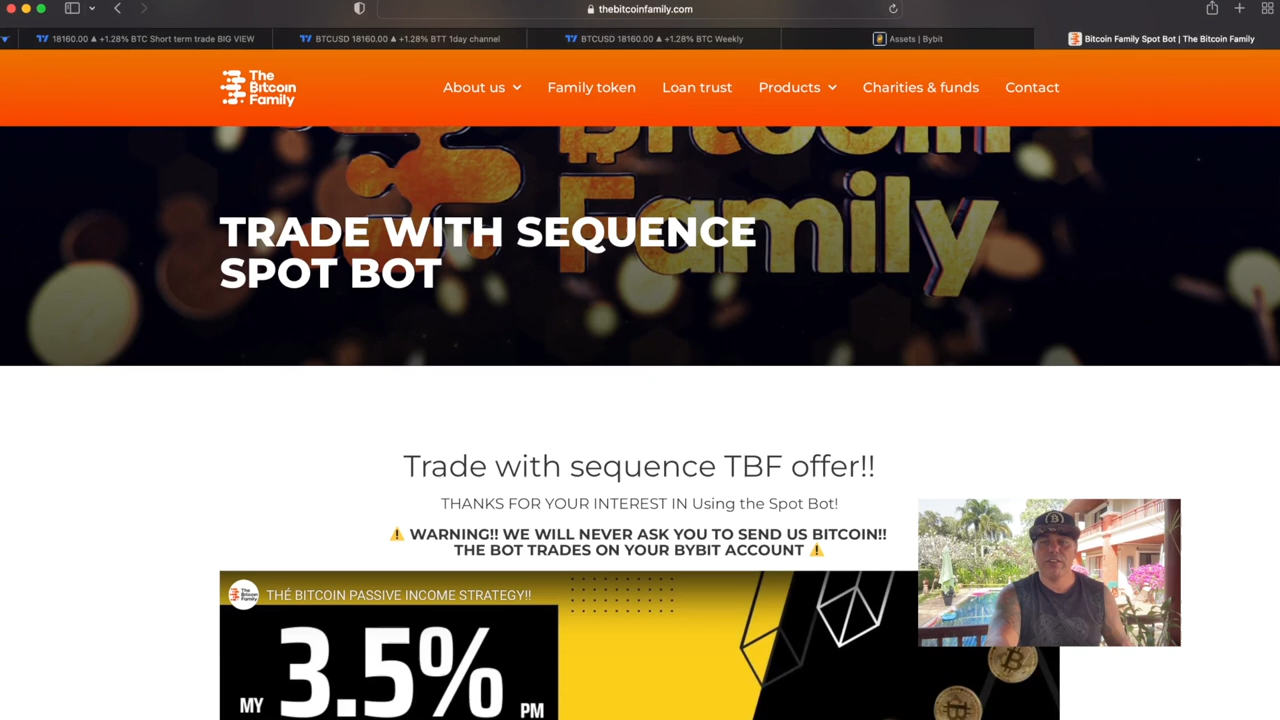 thebitcoinfamily.com
18160.00 ▲ +1.28% BTC Short term trade BIG VIEW
BTCUSD 18160.00 ▲ +1.28% BTT 1day channel
BTCUSD 18160.00 ▲ +1.28% BTC Weekly
Assets | Bybit
Bitcoin Family Spot Bot | The Bitcoin Family
The
Bitcoin
Family
About us
Family token
Loan trust
Products
Charities & funds
Contact
Bitcoin
Family
TRADE WITH SEQUENCE
SPOT BOT
Trade with sequence TBF offer!!
THANKS FOR YOUR INTEREST IN Using the Spot Bot!
⚠️ WARNING!! WE WILL NEVER ASK YOU TO SEND US BITCOIN!!
THE BOT TRADES ON YOUR BYBIT ACCOUNT ⚠️
THÉ BITCOIN PASSIVE INCOME STRATEGY!!
MY 3.5% PM